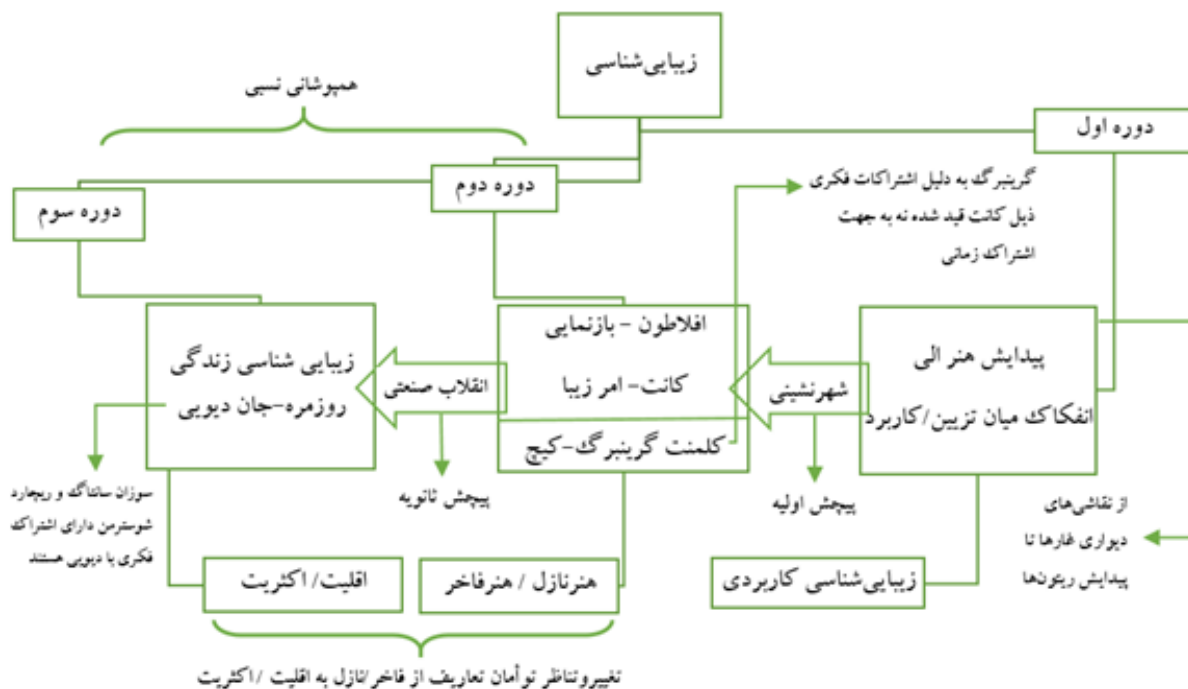 زیبایی‌شناسی
همپوشانی نسبی
دوره اول
دوره دوم
دوره سوم
گرینبرگ به دلیل اشتراکات فکری
ذیل کانت قید شده نه به جهت
اشتراک زمانی
پیدایش هنر الی
انفکاک میان تزیین/کاربرد
شهرنشینی
افلاطون - بازنمایی
کانت- امر زیبا
کلمنت گرینبرگ-کیچ
انقلاب صنعتی
زیبایی شناسی زندگی
روزمره-جان دیویی
از نقاشی‌های
دیواری غارها تا
پیدایش ریتون‌ها
پیچش اولیه
پیچش ثانویه
سوزان سانتاگ و ریچارد
شوسترمن دارای اشتراک
فکری با دیویی هستند
زیبایی‌شناسی کاربردی
هنرنازل / هنرفاخر
اقلیت/ اکثریت
تغییروتناظر توأمان تعاریف از فاخر/نازل به اقلیت / اکثریت